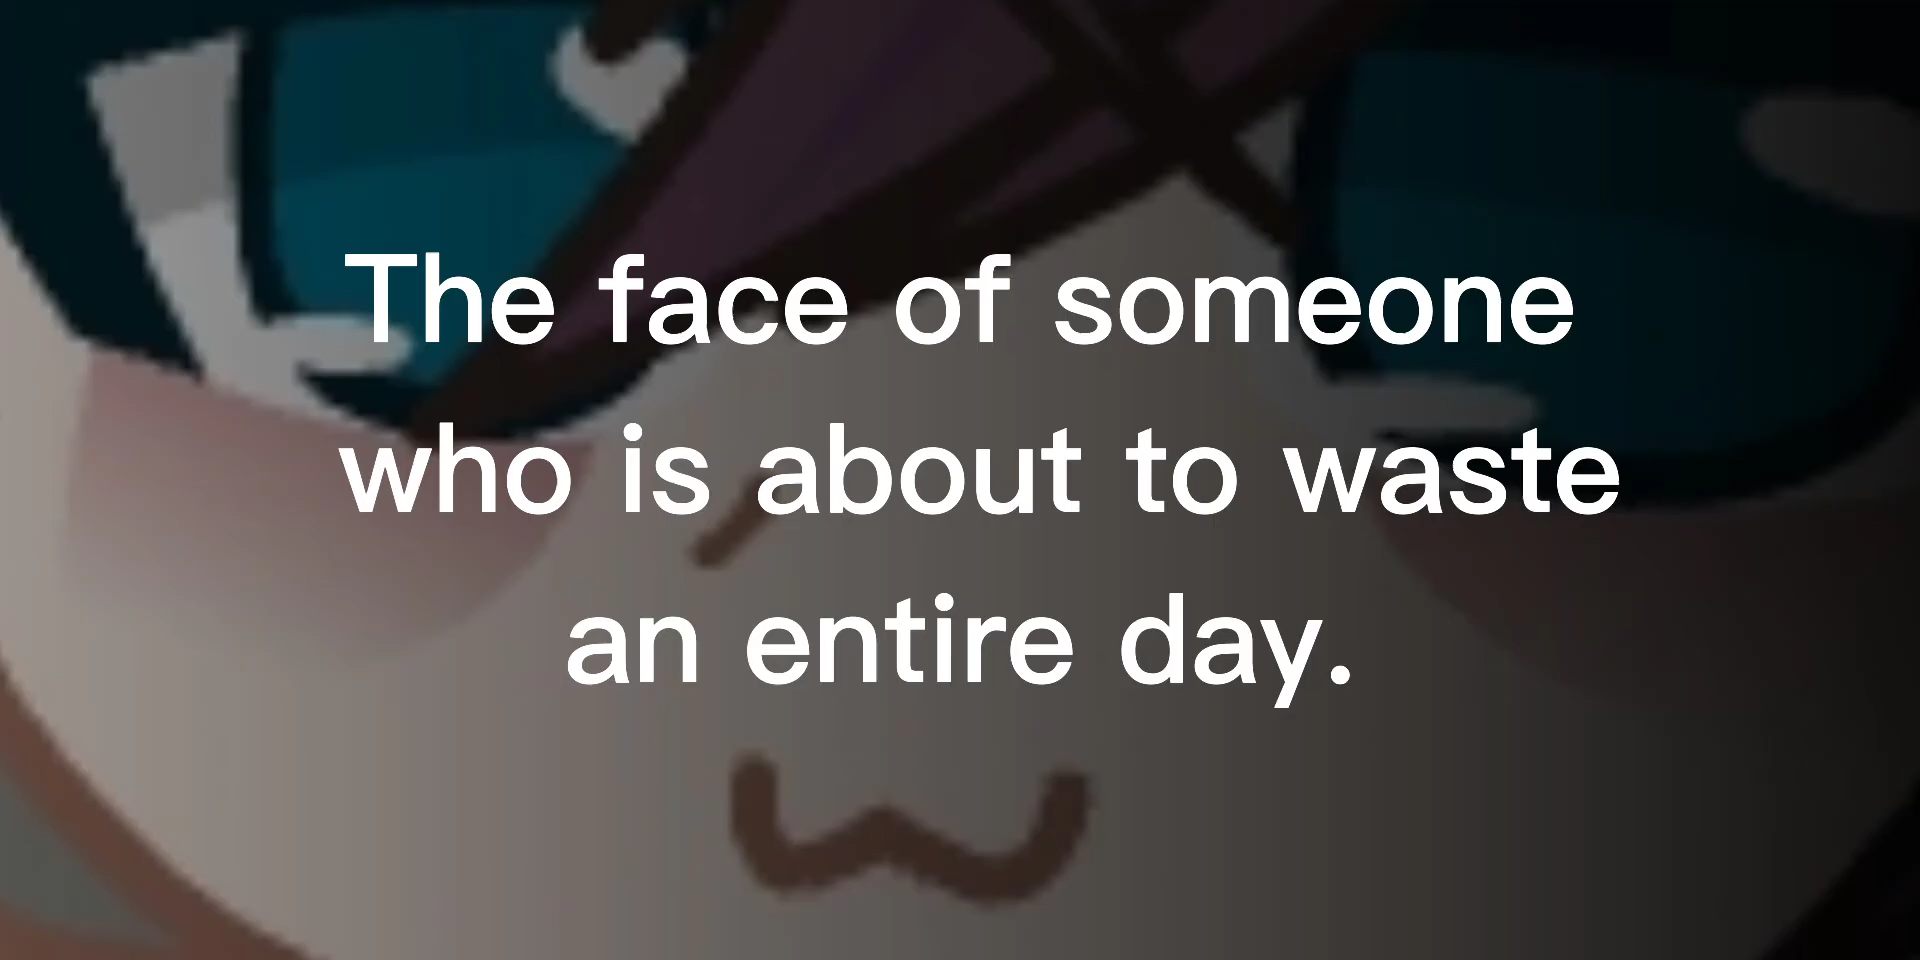 The face of someone
who is about to waste
an entire day.